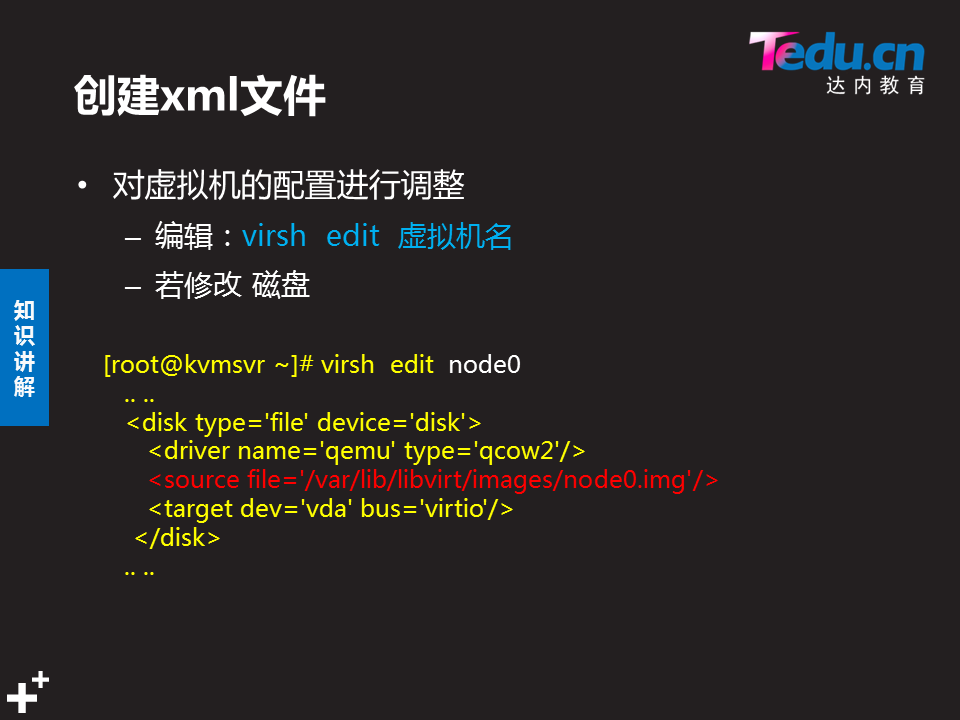 Tedu.cn
达内教育
创建xml文件
• 对虚拟机的配置进行调整
– 编辑：virsh edit 虚拟机名
– 若修改 磁盘
知识讲解
[root@kvmsvr ~]# virsh edit node0
.. ..
<disk type='file' device='disk'>
<driver name='qemu' type='qcow2'/>
<source file='/var/lib/libvirt/images/node0.img'/>
<target dev='vda' bus='virtio'/>
</disk>
.. ..